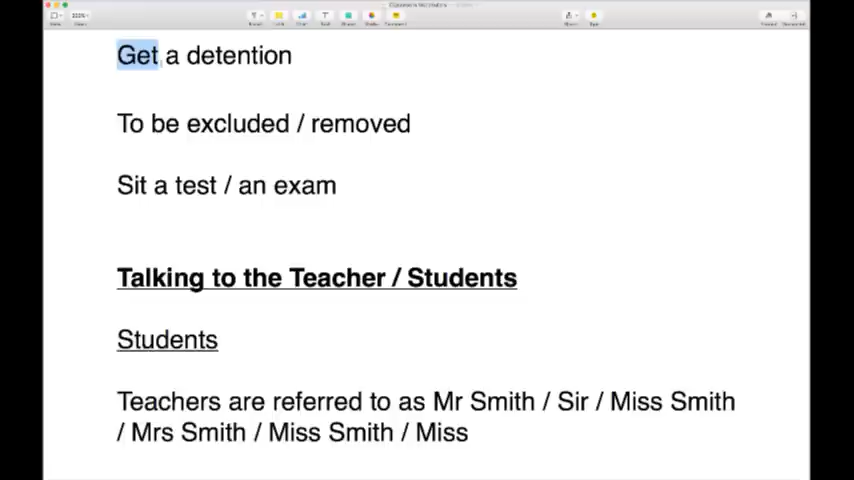 Get a detention
To be excluded / removed
Sit a test / an exam
Talking to the Teacher / Students
Students
Teachers are referred to as Mr Smith / Sir / Miss Smith
/ Mrs Smith / Miss Smith / Miss